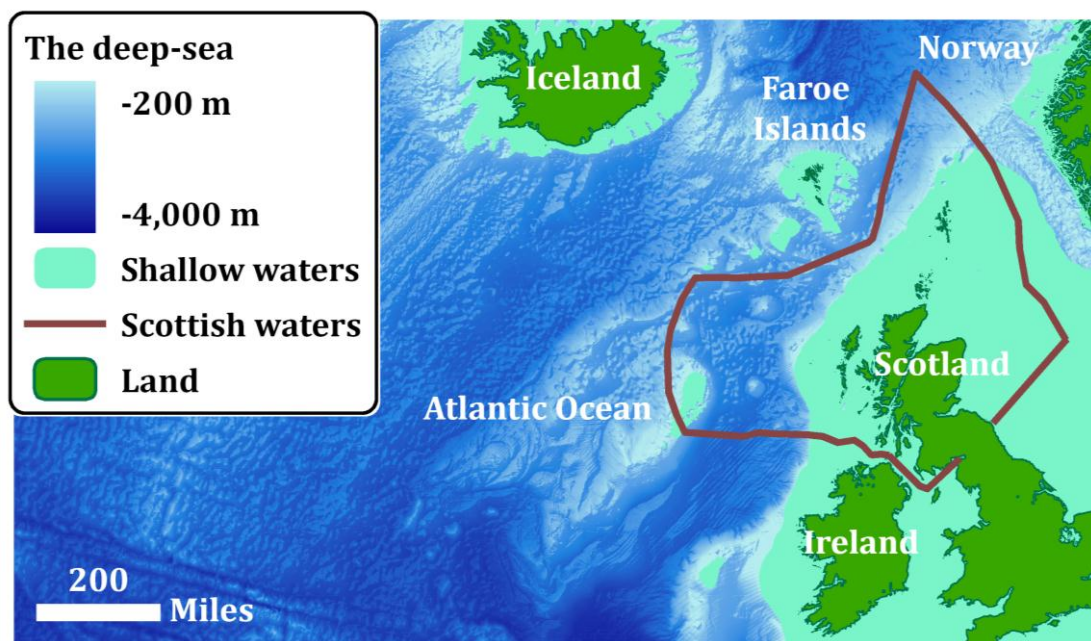 The deep-sea
-200 m
-4,000 m
Shallow waters
Scottish waters
Land
200
Miles
Iceland
Norway
Faroe
Islands
Atlantic Ocean
Scotland
Ireland